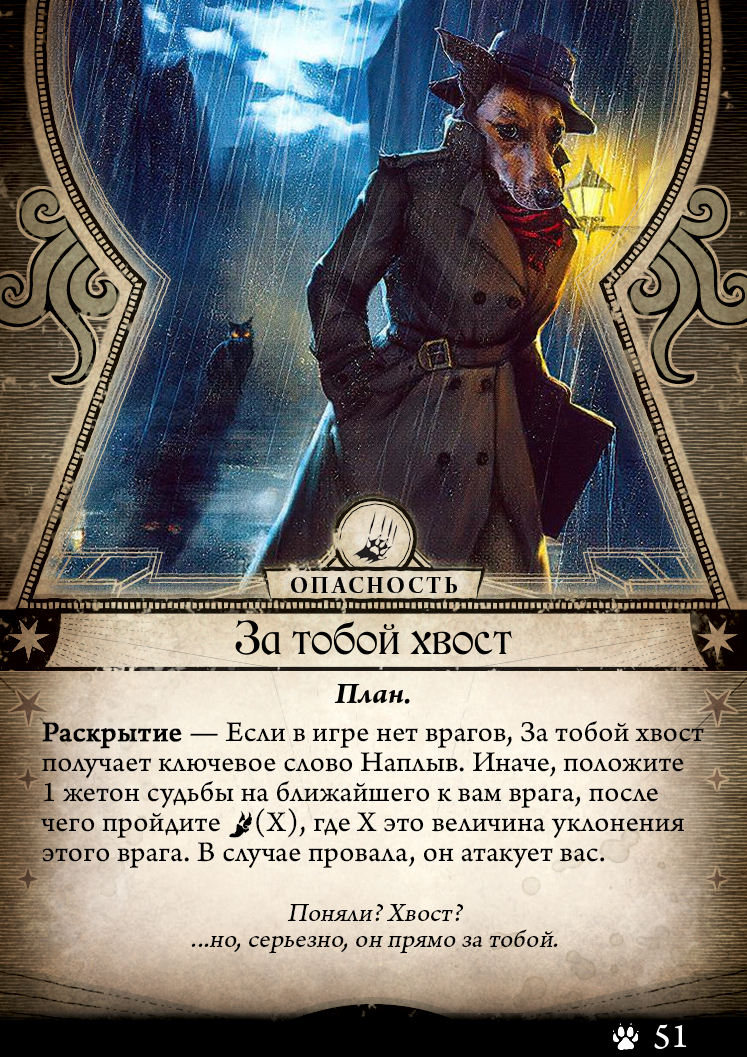 ОПАСНОСТЬ
За тобой хвост
План.
Раскрытие — Если в игре нет врагов, За тобой хвост
получает ключевое слово Наплыв. Иначе, положите
1 жетон судьбы на ближайшего к вам врага, после
чего пройдите (X), где X это величина уклонения
этого врага. В случае провала, он атакует вас.
Поняли? Хвост?
...но, серьезно, он прямо за тобой.
51